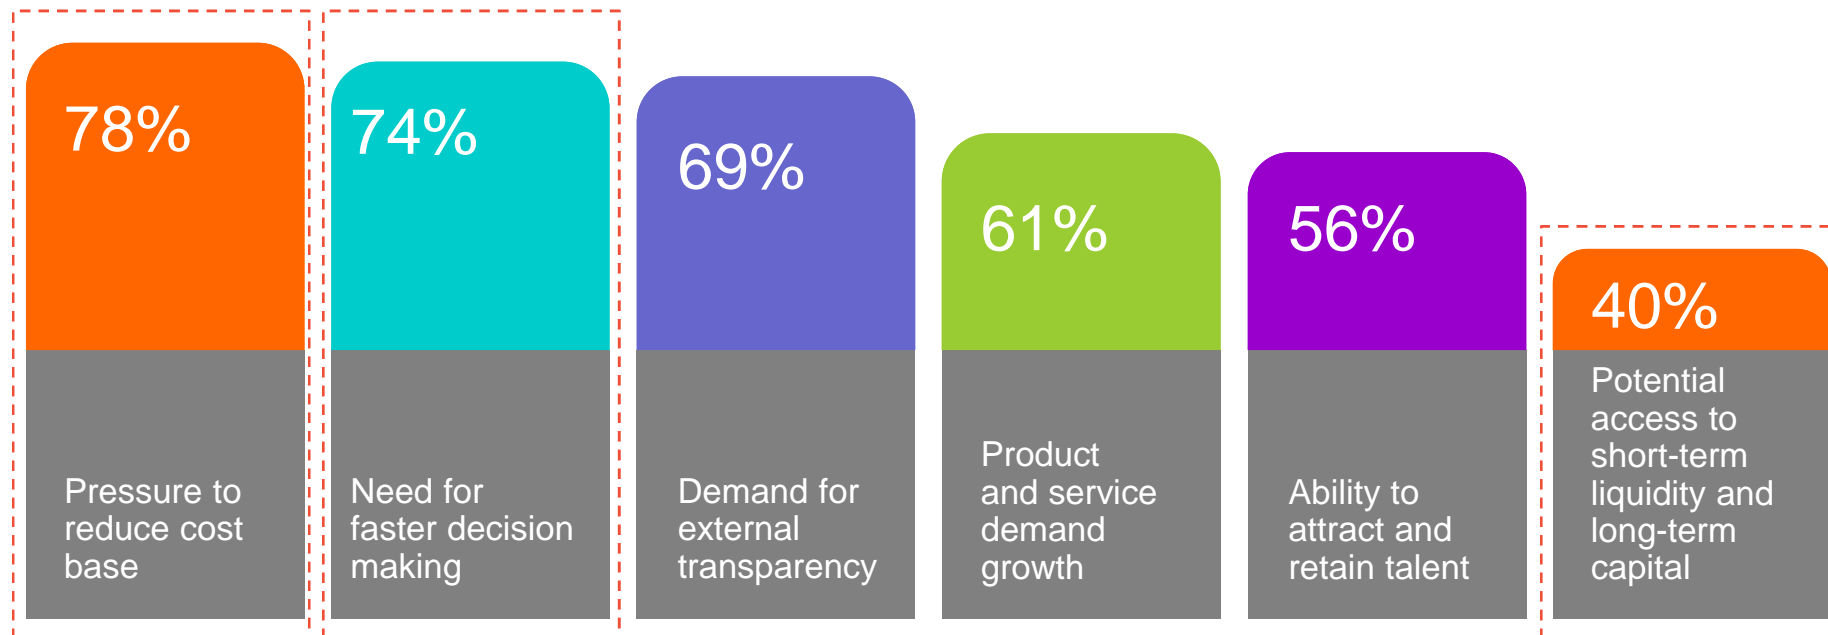 78%
Pressure to
reduce cost
base
74%
Need for
faster decision
making
69%
Demand for
external
transparency
61%
Product
and service
demand
growth
56%
Ability to
attract and
retain talent
40%
Potential
access to
short-term
liquidity and
long-term
capital